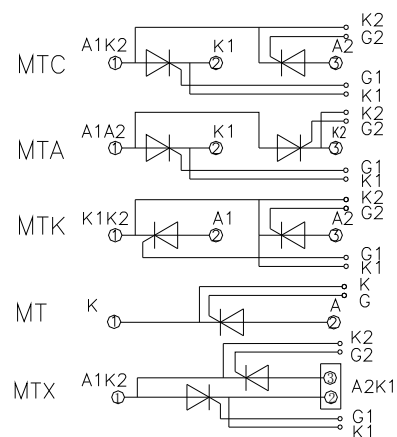 K2
G2
MTC A1K2 K1 A2
1 2 3
G1
K1
K2
G2
MTA A1A2 K1 K2
1 2 3
G1
K1
K2
G2
MTK K1K2 A1 A2
1 2 3
G1
K1
K
G
MT K A
1 2
K2
G2
MTX A1K2 3 A2K1
1 2
G1
K1